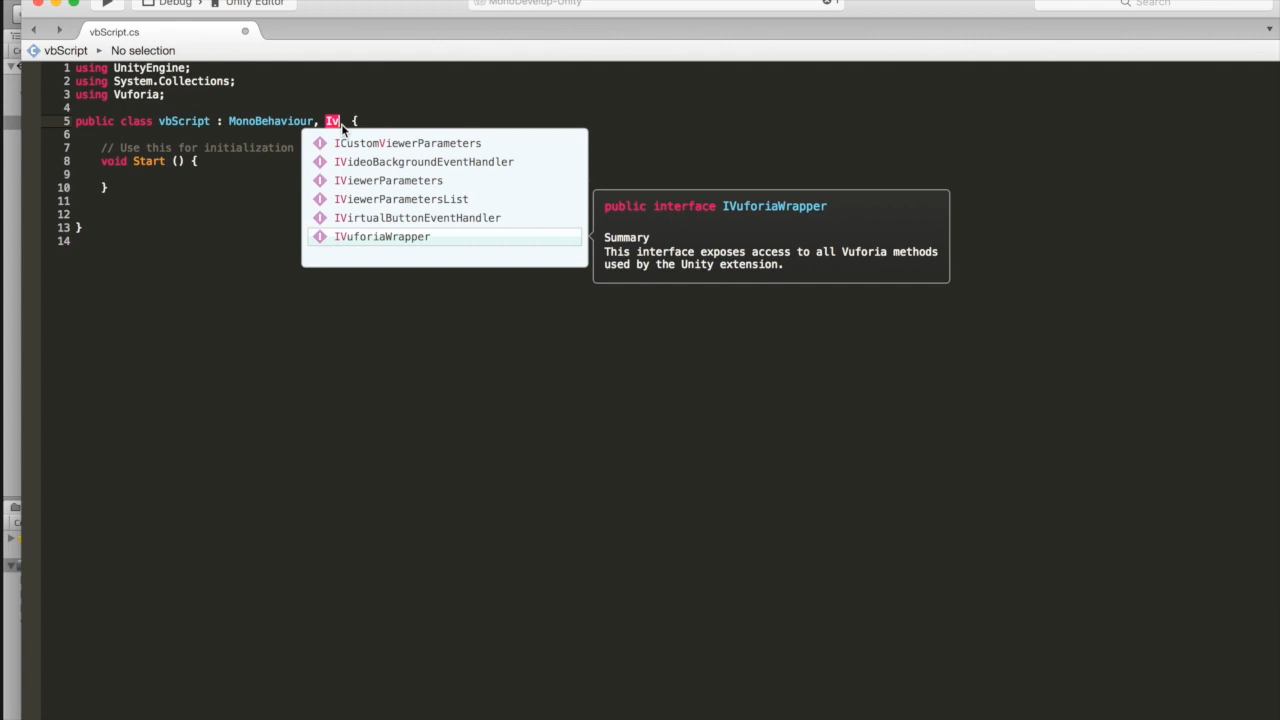 Debug
Unity Editor
MonoDevelop-Unity
1
Search
vbScript.cs
vbScript
No selection
1 using UnityEngine;
2 using System.Collections;
3 using Vuforia;
4
5 public class vbScript : MonoBehaviour, Iv {
6
7 // Use this for initialization
8 void Start () {
9
10 }
11
12
13 }
14
ICustomViewerParameters
IVideoBackgroundEventHandler
IViewerParameters
IViewerParametersList
IVirtualButtonEventHandler
IVuforiaWrapper
public interface IVuforiaWrapper
Summary
This interface exposes access to all Vuforia methods
used by the Unity extension.